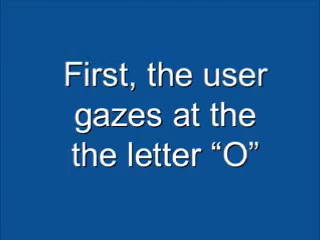 First, the user
gazes at the
the letter “O”